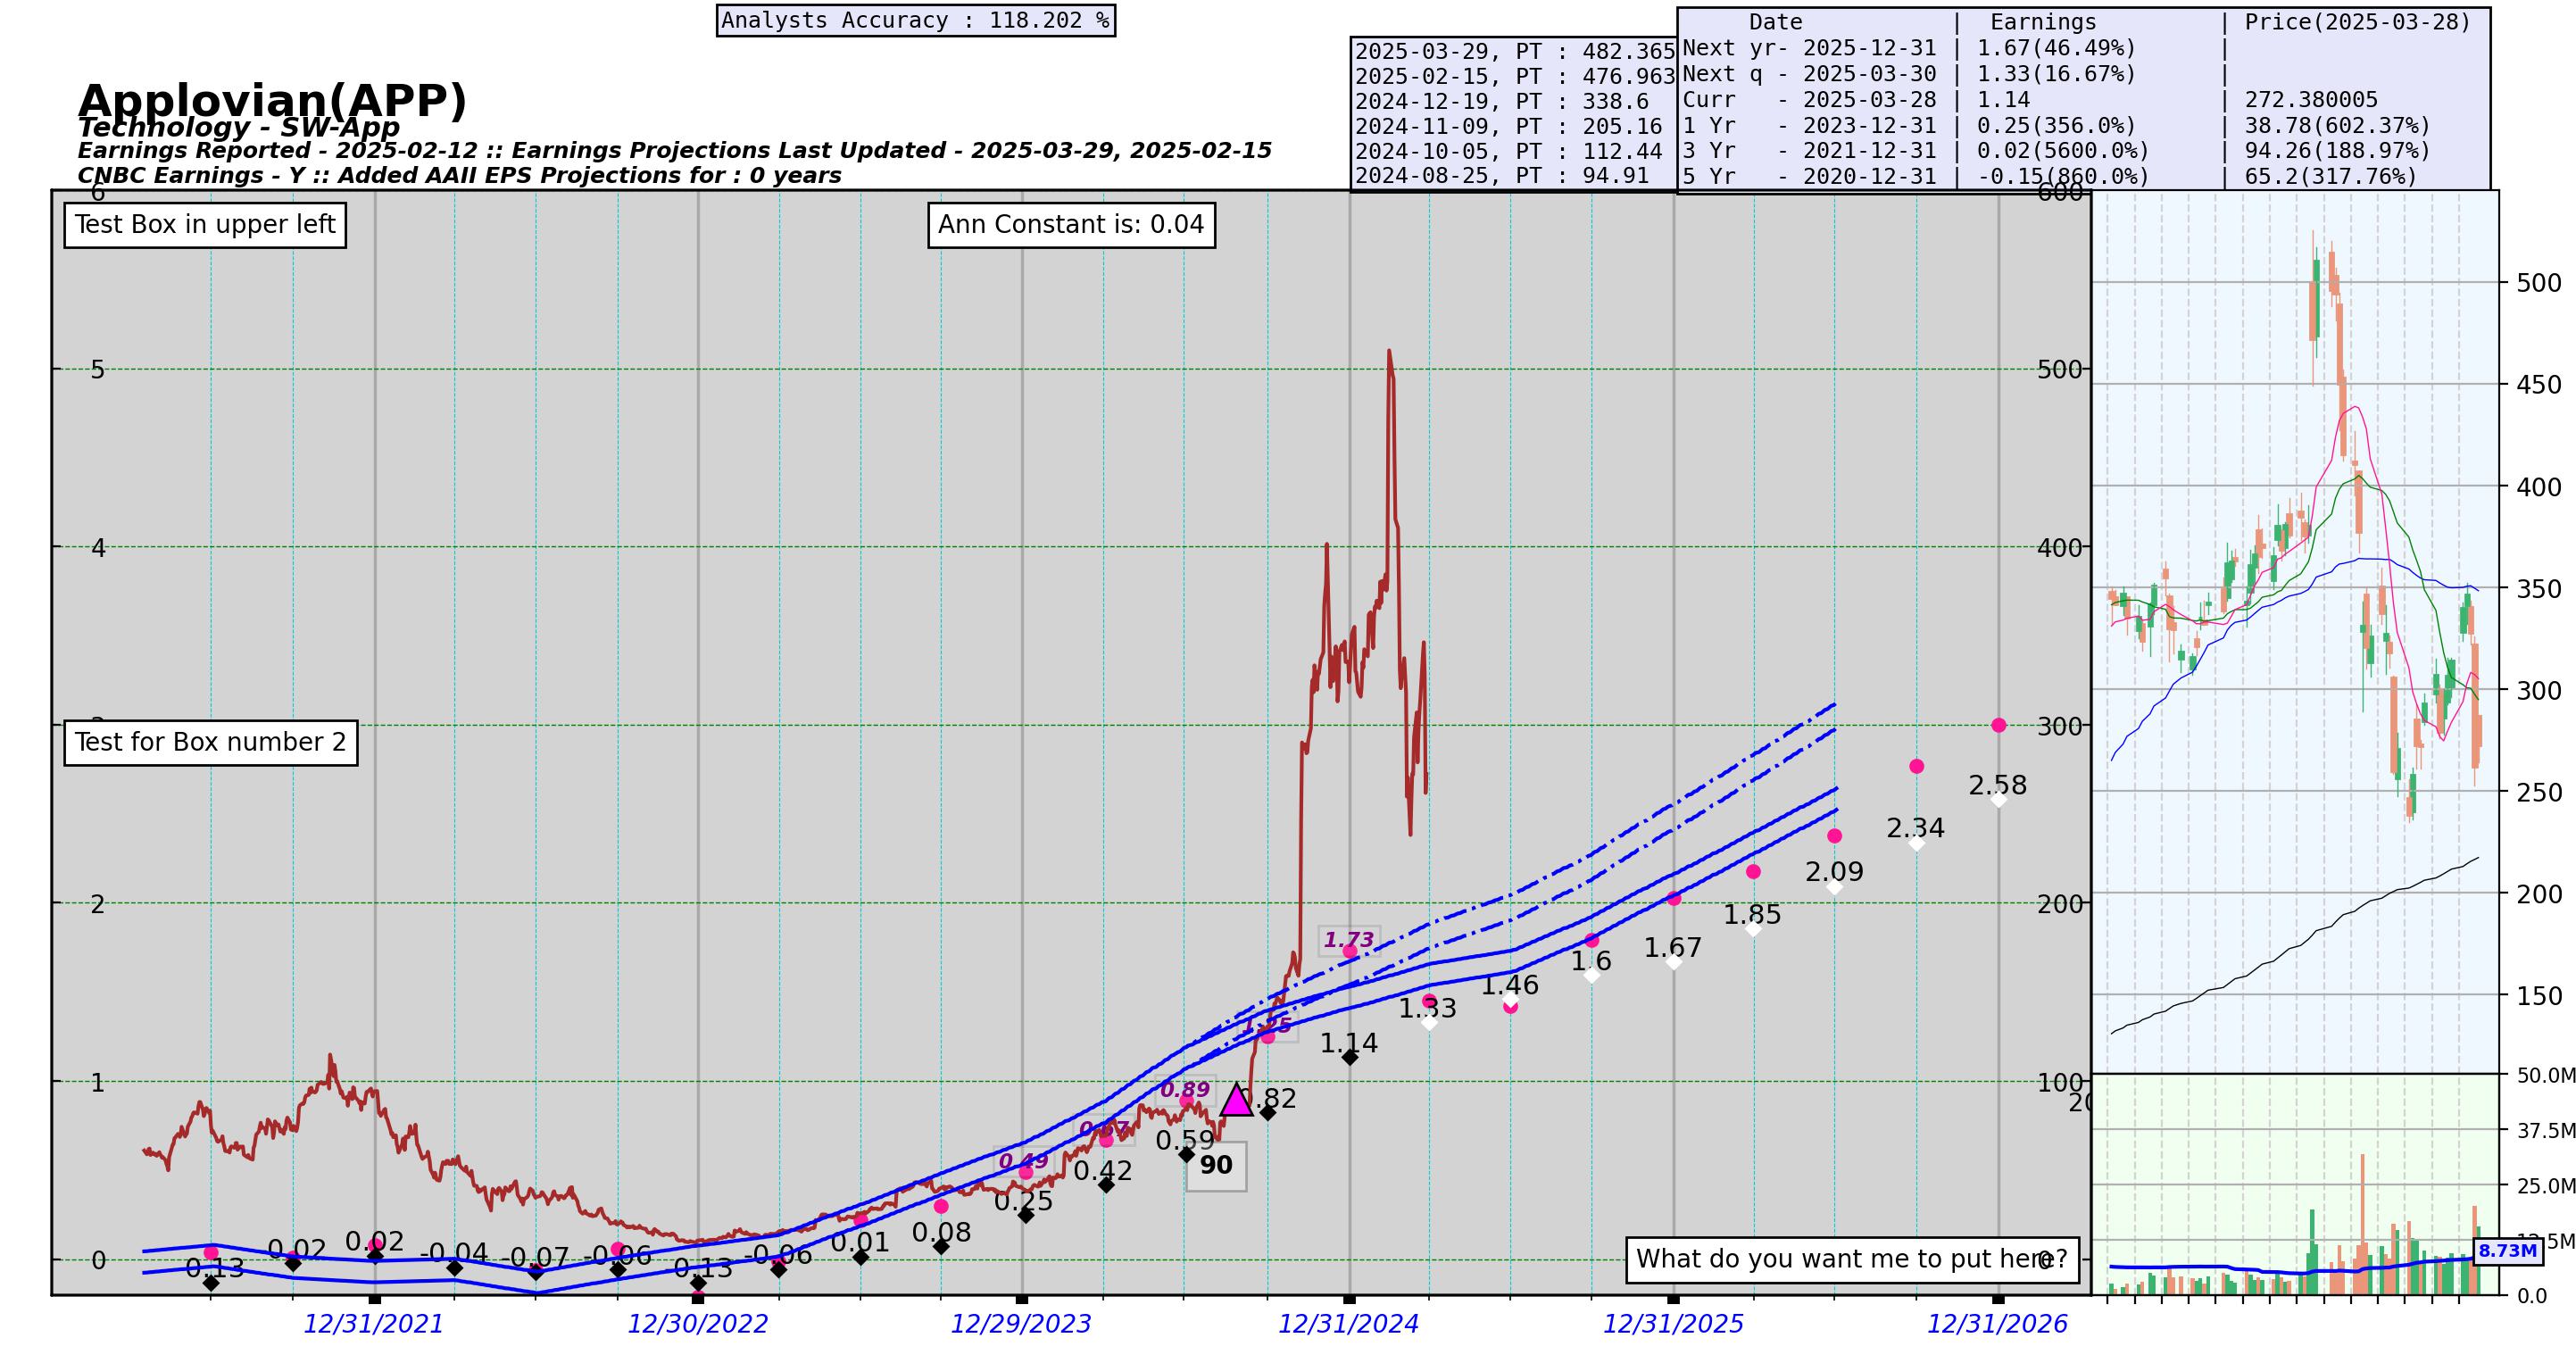 Analysts Accuracy : 118.202 %
Date | Earnings | Price(2025-03-28)
Next yr- 2025-12-31 | 1.67(46.49%) |
Next q - 2025-03-30 | 1.33(16.67%) |
Curr - 2025-03-28 | 1.14 | 272.380005
1 Yr - 2023-12-31 | 0.25(356.0%) | 38.78(602.37%)
3 Yr - 2021-12-31 | 0.02(5600.0%) | 94.26(188.97%)
5 Yr - 2020-12-31 | -0.15(860.0%) | 65.2(317.76%)
2025-03-29, PT : 482.365
2025-02-15, PT : 476.963
2024-12-19, PT : 338.6
2024-11-09, PT : 205.16
2024-10-05, PT : 112.44
2024-08-25, PT : 94.91
Applovian(APP)
Technology - SW-App
Earnings Reported - 2025-02-12 :: Earnings Projections Last Updated - 2025-03-29, 2025-02-15
CNBC Earnings - Y :: Added AAII EPS Projections for : 0 years
6
600
Test Box in upper left
Ann Constant is: 0.04
500
5
500
450
400
4
400
350
300
3
300
Test for Box number 2
250
2.58
2.34
2.09
200
2
200
1.85
1.73
1.67
1.6
1.46
1.33
150
1.25
1.14
1
100
20
50.0M
0.89
0.82
0.67
0.59
90
37.5M
0.49
0.42
0.25
25.0M
0.08
0.01
-0.06
-0.13
-0.06
-0.07
-0.04
0.02
0.02
0.13
0
What do you want me to put here?
0
12.5M
8.73M
0.0
12/31/2021
12/30/2022
12/29/2023
12/31/2024
12/31/2025
12/31/2026